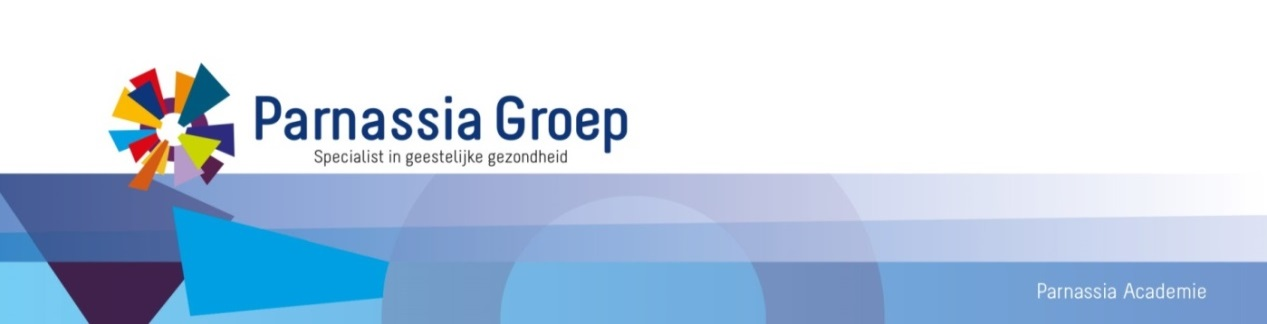 Parnassia Groep
Specialist in geestelijke gezondheid
Parnassia Academie